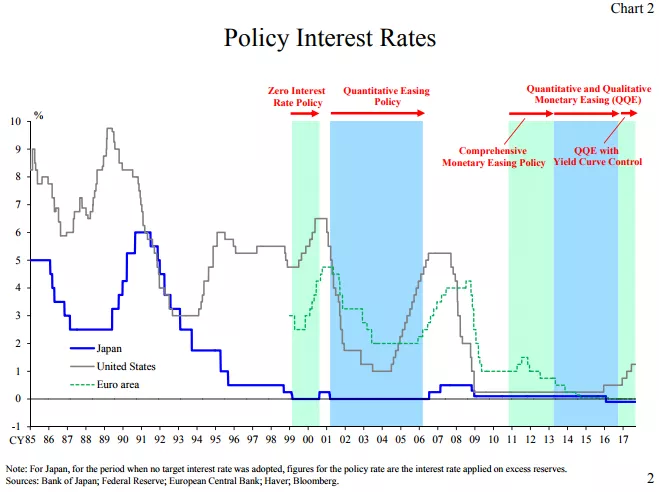 Chart 2
Policy Interest Rates
Zero Interest
Rate Policy
Quantitative Easing
Policy
Quantitative and Qualitative
Monetary Easing (QQE)
Comprehensive
Monetary Easing Policy
QQE with
Yield Curve Control
%
10
9
8
7
6
5
4
3
2
1
0
-1
Japan
United States
Euro area
CY85 86 87 88 89 90 91 92 93 94 95 96 97 98 99 00 01 02 03 04 05 06 07 08 09 10 11 12 13 14 15 16 17
Note: For Japan, for the period when no target interest rate was adopted, figures for the policy rate are the interest rate applied on excess reserves.
Sources: Bank of Japan; Federal Reserve; European Central Bank; Haver; Bloomberg.
2